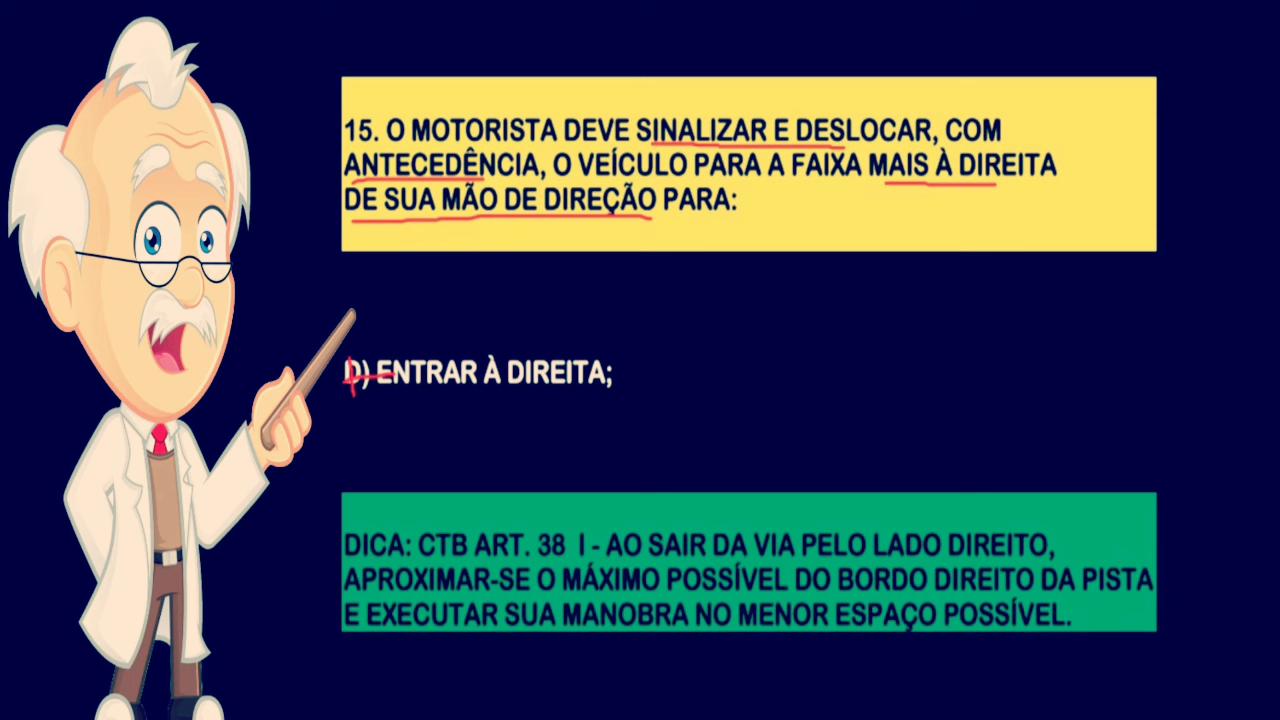 15. O MOTORISTA DEVE SINALIZAR E DESLOCAR, COM
ANTECEDÊNCIA, O VEÍCULO PARA A FAIXA MAIS À DIREITA
DE SUA MÃO DE DIREÇÃO PARA:
D) ENTRAR À DIREITA;
DICA: CTB ART. 38 I - AO SAIR DA VIA PELO LADO DIREITO,
APROXIMAR-SE O MÁXIMO POSSÍVEL DO BORDO DIREITO DA PISTA
E EXECUTAR SUA MANOBRA NO MENOR ESPAÇO POSSÍVEL.